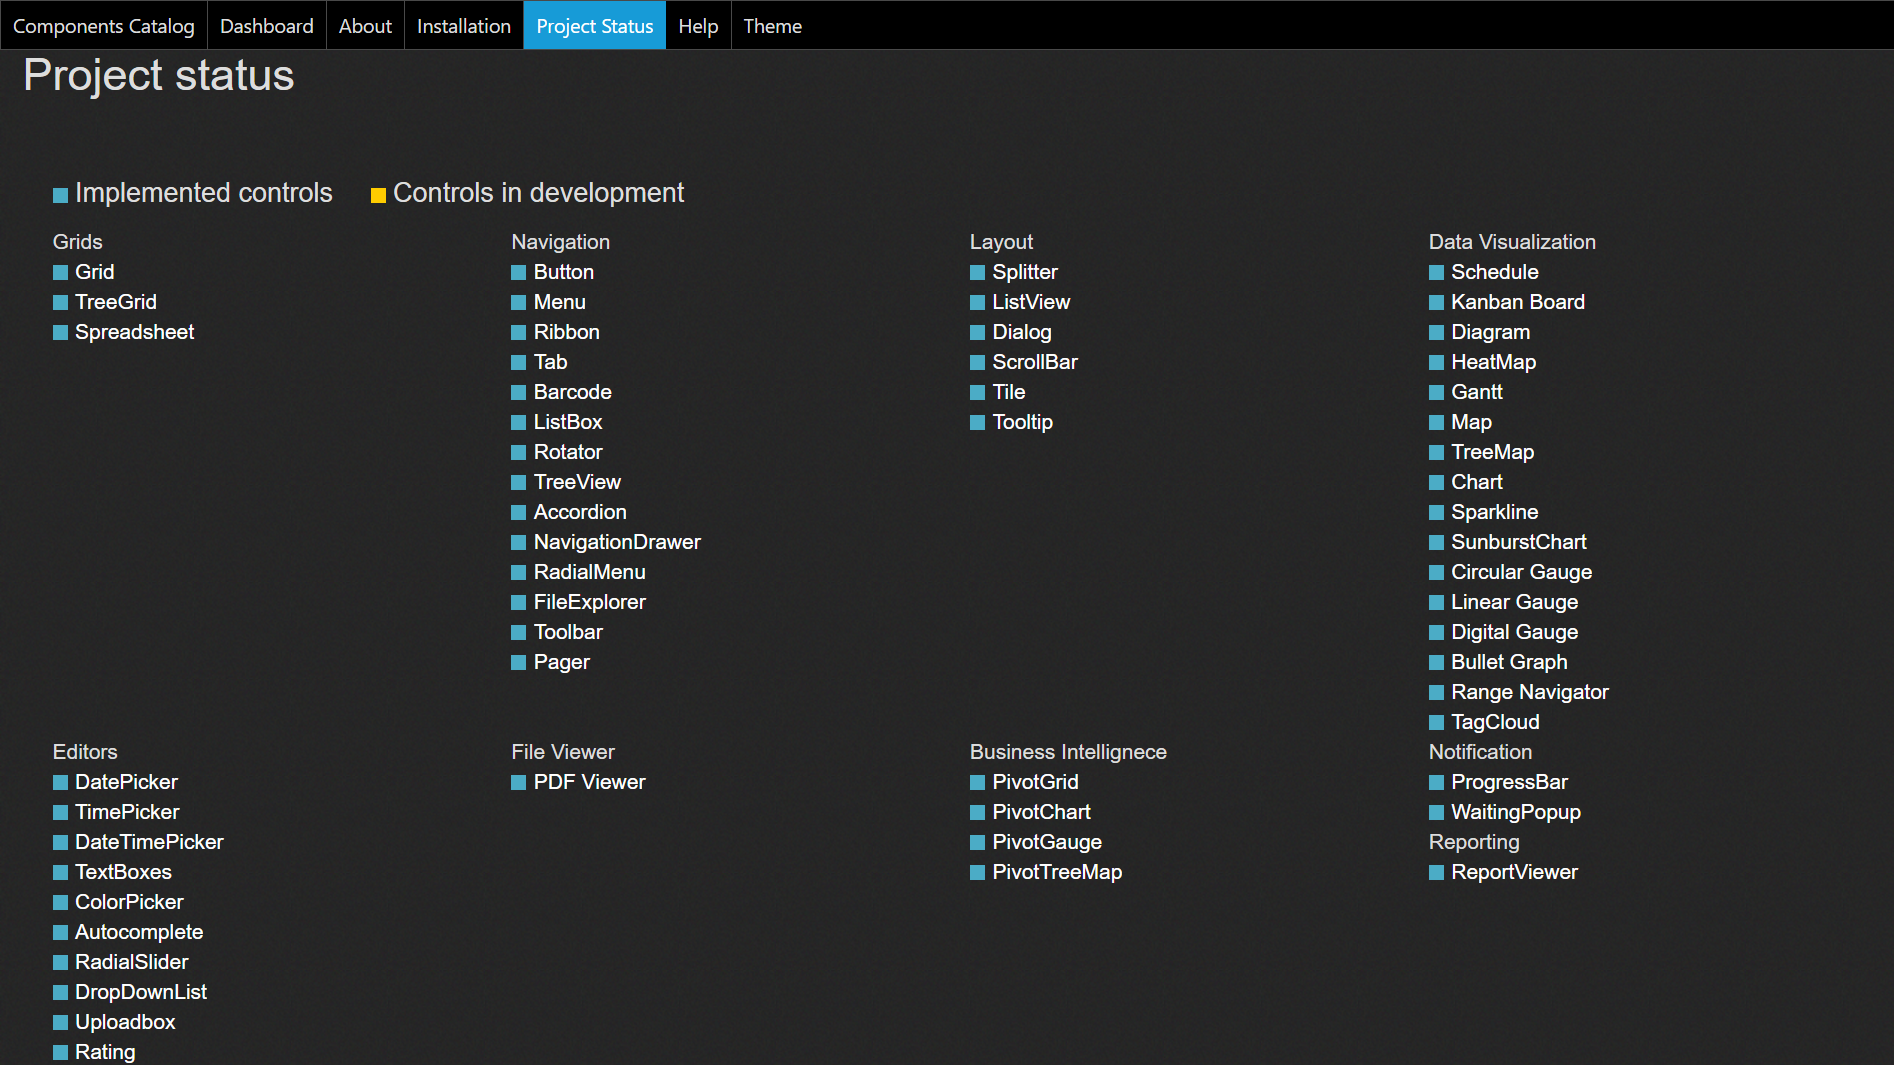 Components Catalog Dashboard About Installation Project Status Help Theme
Project status
Implemented controls Controls in development
Grids
Grid
TreeGrid
Spreadsheet
Navigation
Button
Menu
Ribbon
Tab
Barcode
ListBox
Rotator
TreeView
Accordion
NavigationDrawer
RadialMenu
FileExplorer
Toolbar
Pager
Layout
Splitter
ListView
Dialog
ScrollBar
Tile
Tooltip
Data Visualization
Schedule
Kanban Board
Diagram
HeatMap
Gantt
Map
TreeMap
Chart
Sparkline
SunburstChart
Circular Gauge
Linear Gauge
Digital Gauge
Bullet Graph
Range Navigator
TagCloud
Editors
DatePicker
TimePicker
DateTimePicker
TextBoxes
ColorPicker
Autocomplete
RadialSlider
DropDownList
Uploadbox
Rating
File Viewer
PDF Viewer
Business Intellignece
PivotGrid
PivotChart
PivotGauge
PivotTreeMap
Notification
ProgressBar
WaitingPopup
Reporting
ReportViewer